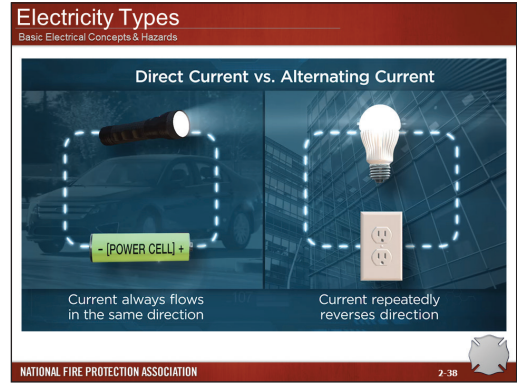 Electricity Types
Basic Electrical Concepts & Hazards
Direct Current vs. Alternating Current
- [POWER CELL] +
Current always flows
in the same direction
Current repeatedly
reverses direction
NATIONAL FIRE PROTECTION ASSOCIATION
2-38